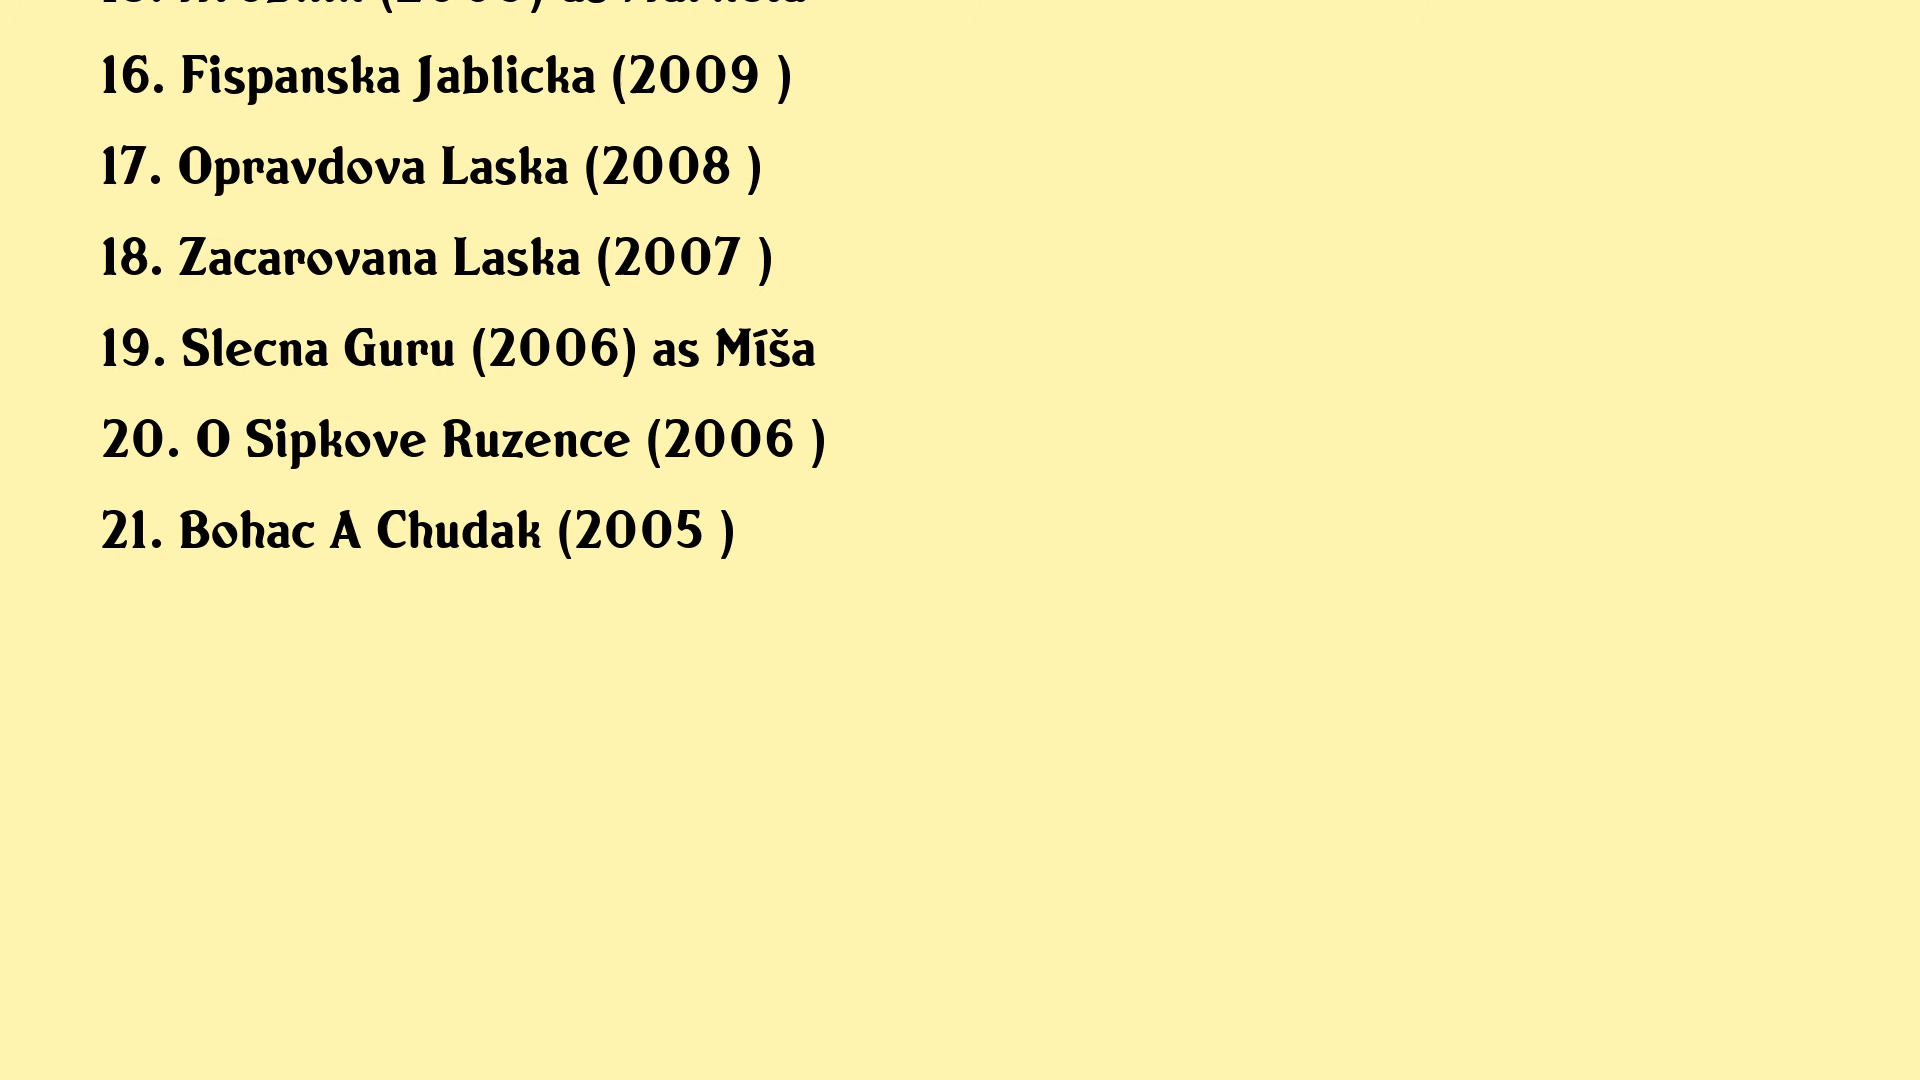 16. Fispanska Jablicka (2009 )
17. Opravdova Laska (2008 )
18. Zacarovana Laska (2007 )
19. Slecna Guru (2006) as Míša
20. O Sipkove Ruzence (2006 )
21. Bohac A Chudak (2005 )